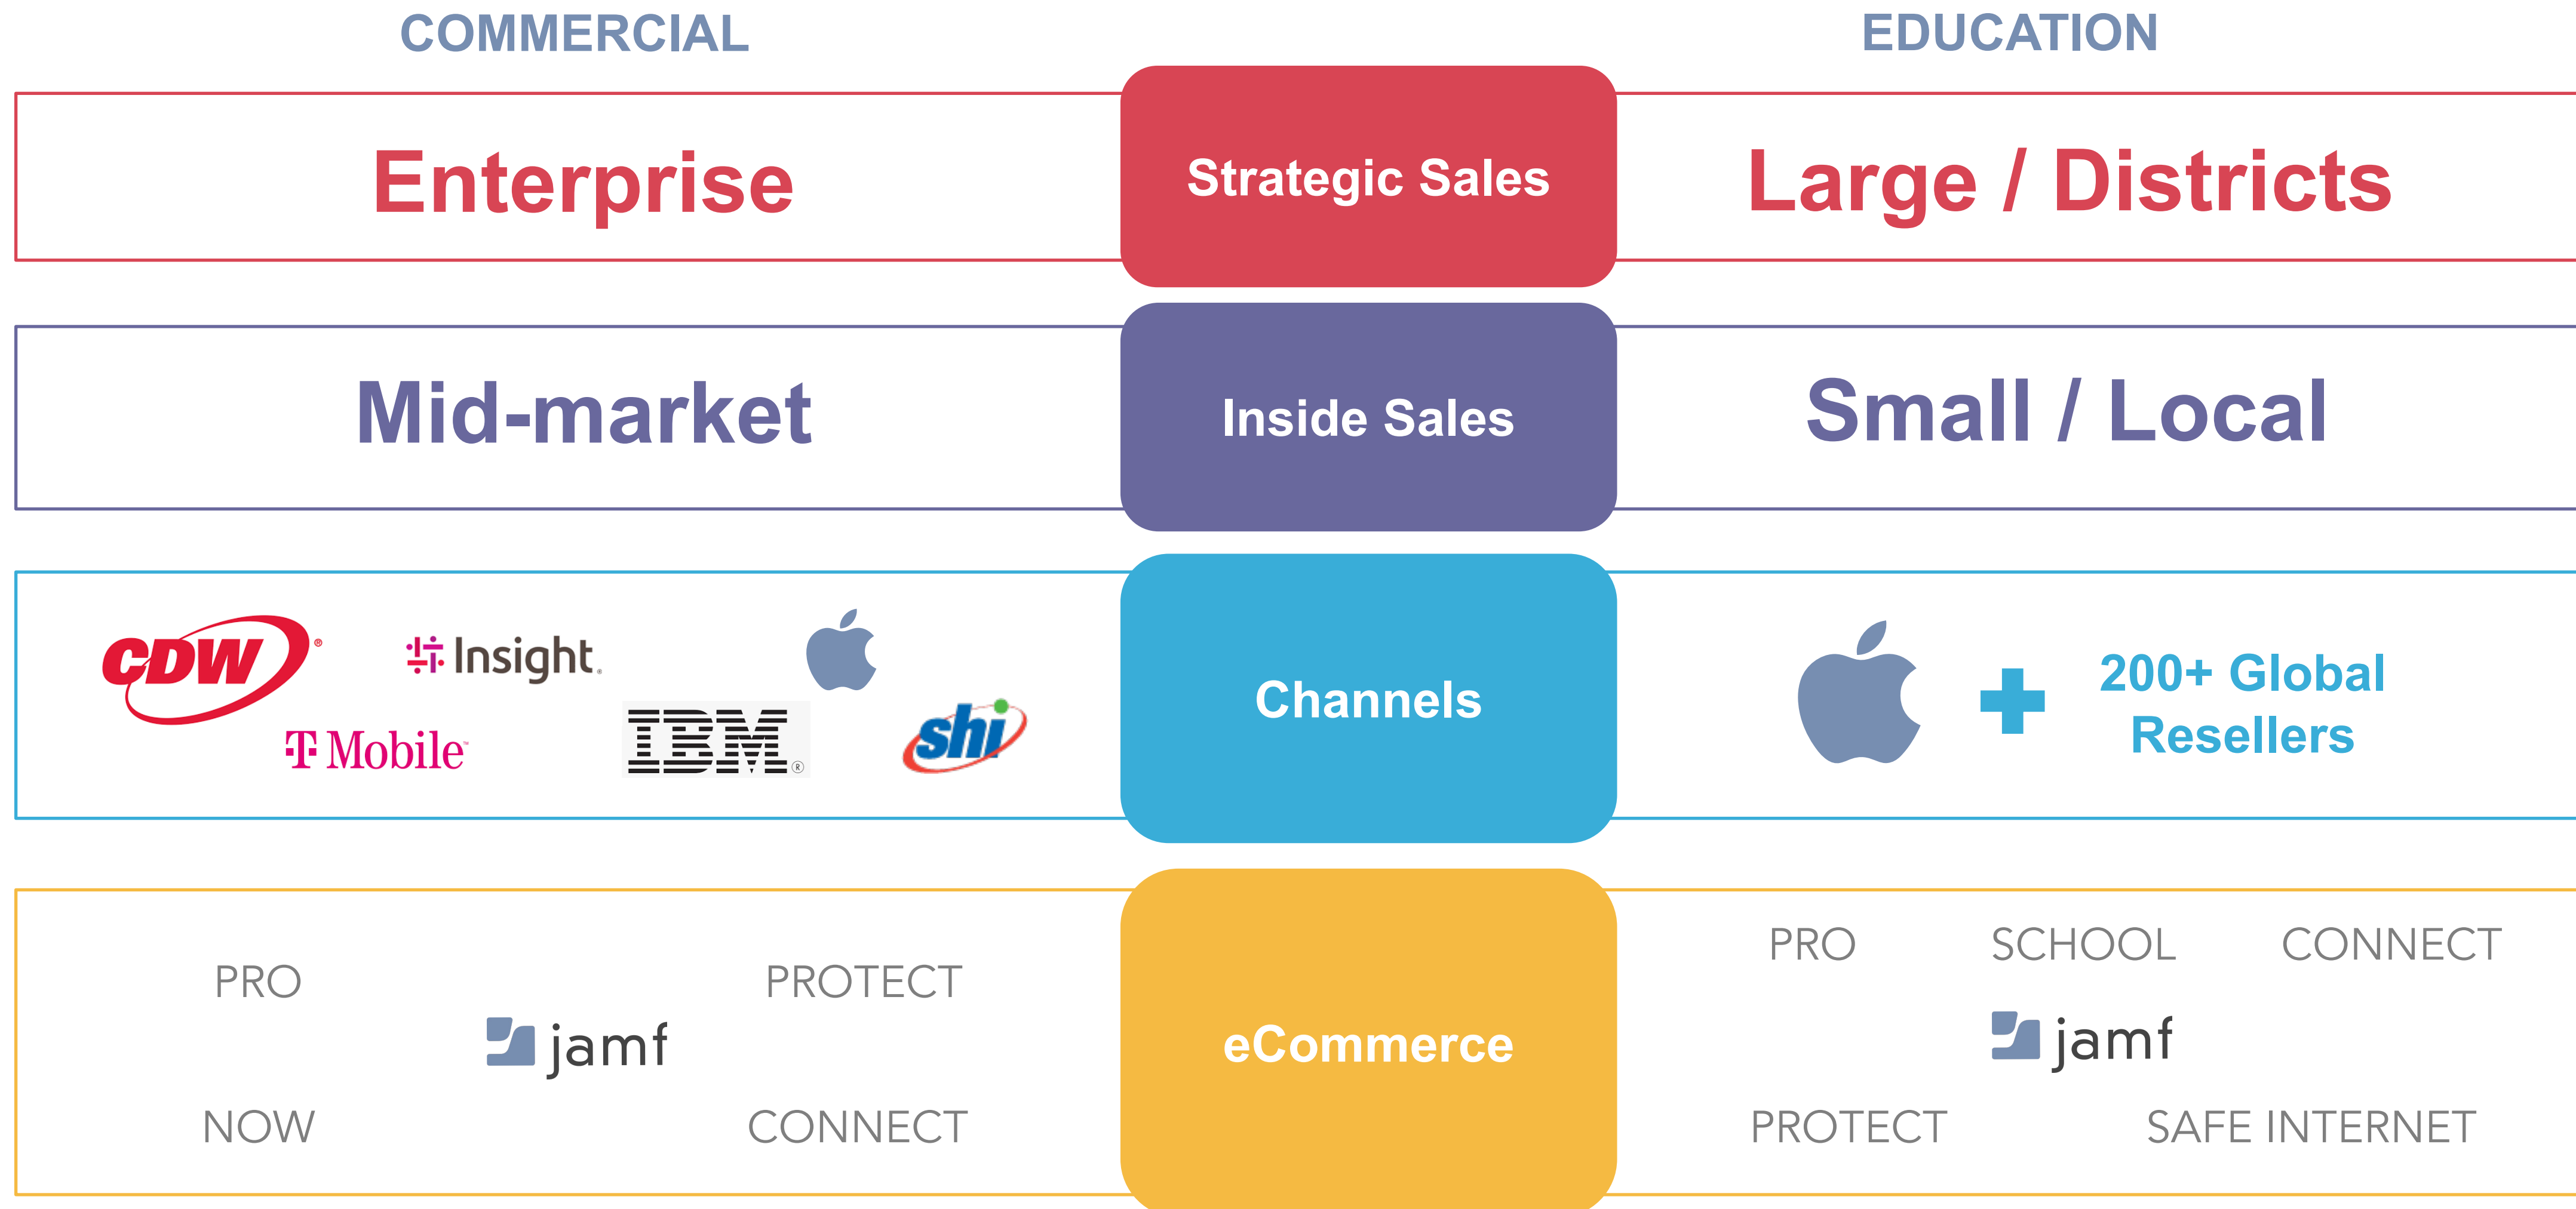 COMMERCIAL
EDUCATION
Enterprise
Strategic Sales
Large / Districts
Mid-market
Inside Sales
Small / Local
CDW®
Insight.
T Mobile™
IBM®
shi
Channels
200+ Global
Resellers
PRO
PROTECT
jamf
NOW
CONNECT
eCommerce
PRO SCHOOL CONNECT
jamf
PROTECT SAFE INTERNET